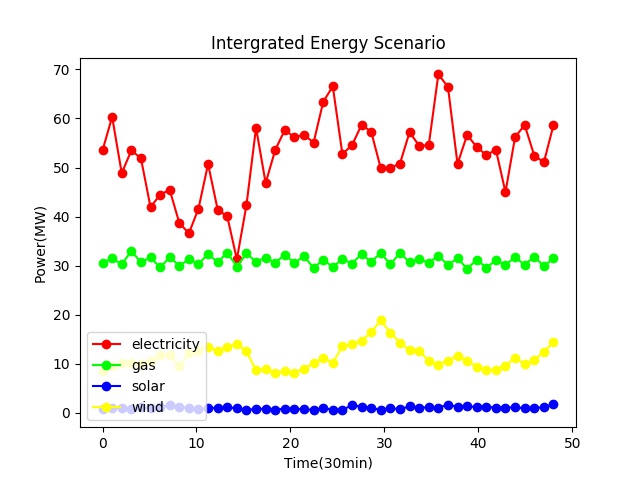 Intergrated Energy Scenario
Power(MW)
70
60
50
40
30
20
10
0
electricity
gas
solar
wind
0 10 20 30 40 50
Time(30min)